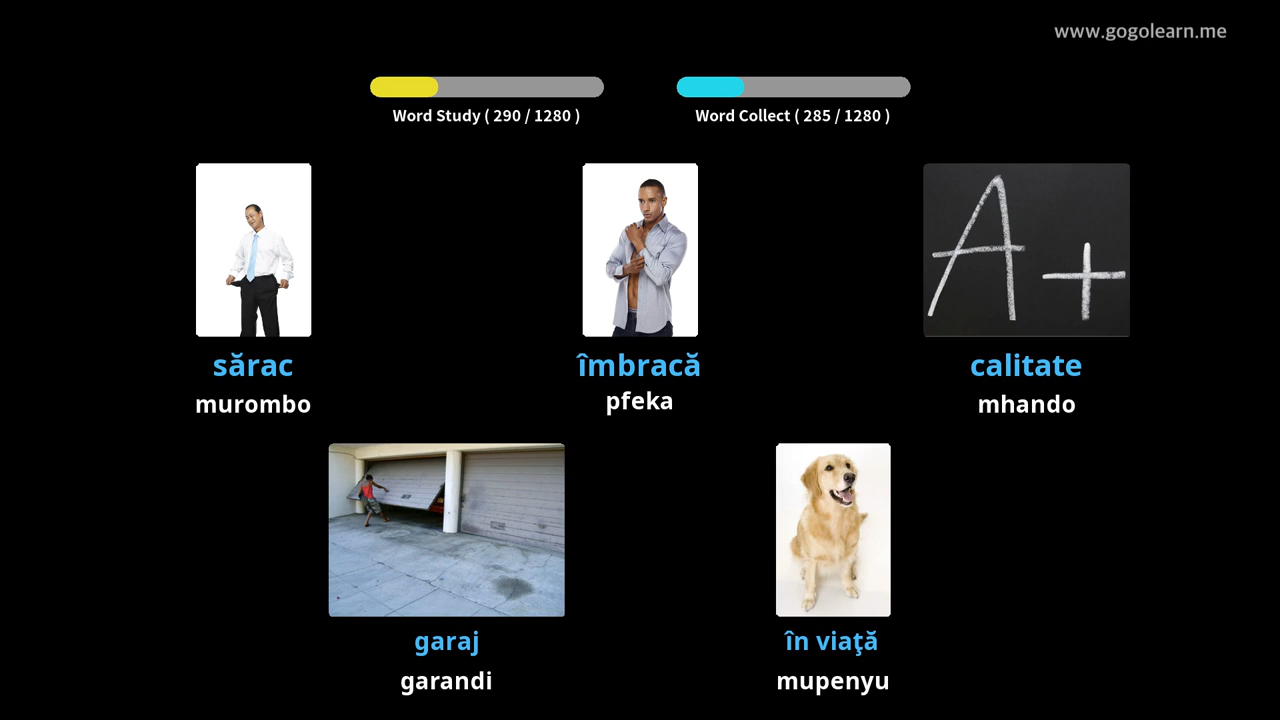 www.gogolearn.me
Word Study ( 290 / 1280 )
Word Collect ( 285 / 1280 )
A+
sărac
murombo
îmbracă
pfeka
calitate
mhando
garaj
garandi
în viaţă
mupenyu